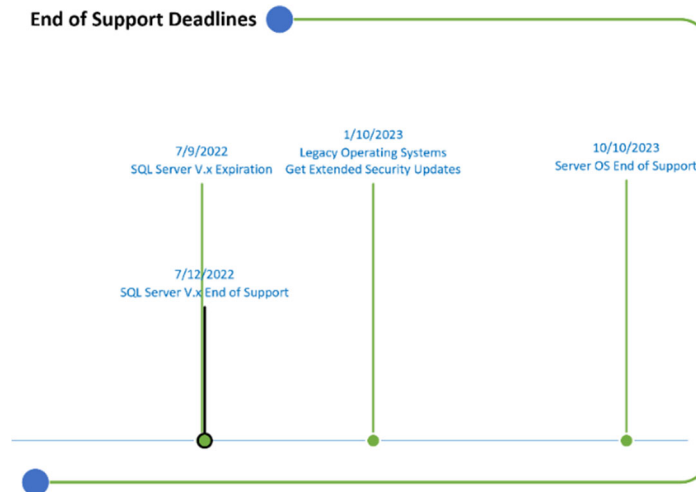 End of Support Deadlines
1/10/2023
Legacy Operating Systems
Get Extended Security Updates
10/10/2023
Server OS End of Support
7/9/2022
SQL Server V.x Expiration
7/12/2022
SQL Server V.x End of Support